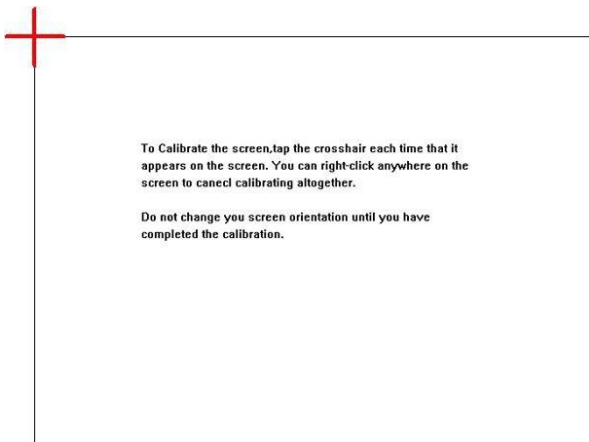 To Calibrate the screen,tap the crosshair each time that it
appears on the screen. You can right-click anywhere on the
screen to canecl calibrating altogether.
Do not change you screen orientation until you have
completed the calibration.